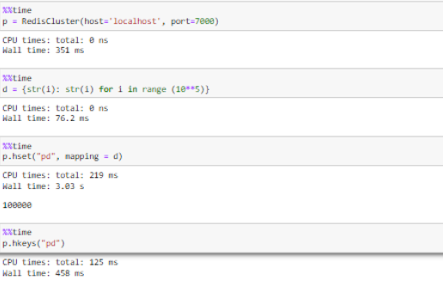 %%time
p = RedisCluster(host='localhost', port=7000)
CPU times: total: 0 ns
Wall time: 351 ms
%%time
d = {str(i): str(i) for i in range (10**5)}
CPU times: total: 0 ns
Wall time: 76.2 ms
%%time
p.hset("pd", mapping = d)
CPU times: total: 219 ms
Wall time: 3.03 s
100000
%%time
p.hkeys("pd")
CPU times: total: 125 ms
Wall time: 458 ms